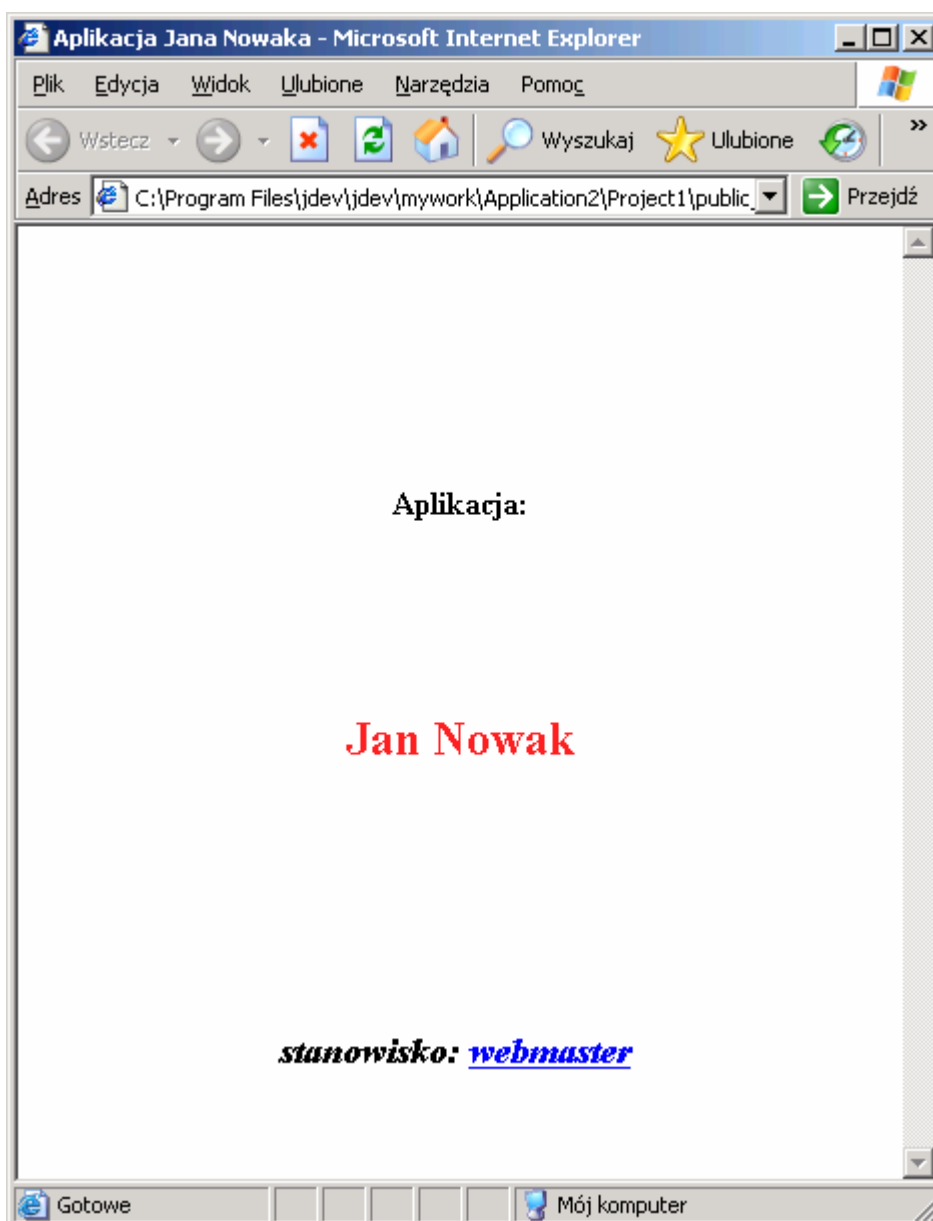 Aplikacja Jana Nowaka - Microsoft Internet Explorer
Plik Edycja Widok Ulubione Narzędzia Pomoc
Wstecz Wyszukaj Ulubione »
Adres C:\Program Files\jdev\jdev\mywork\Application2\Project1\public_ Przejdź
Aplikacja:
Jan Nowak
stanowisko: webmaster
Gotowe Mój komputer